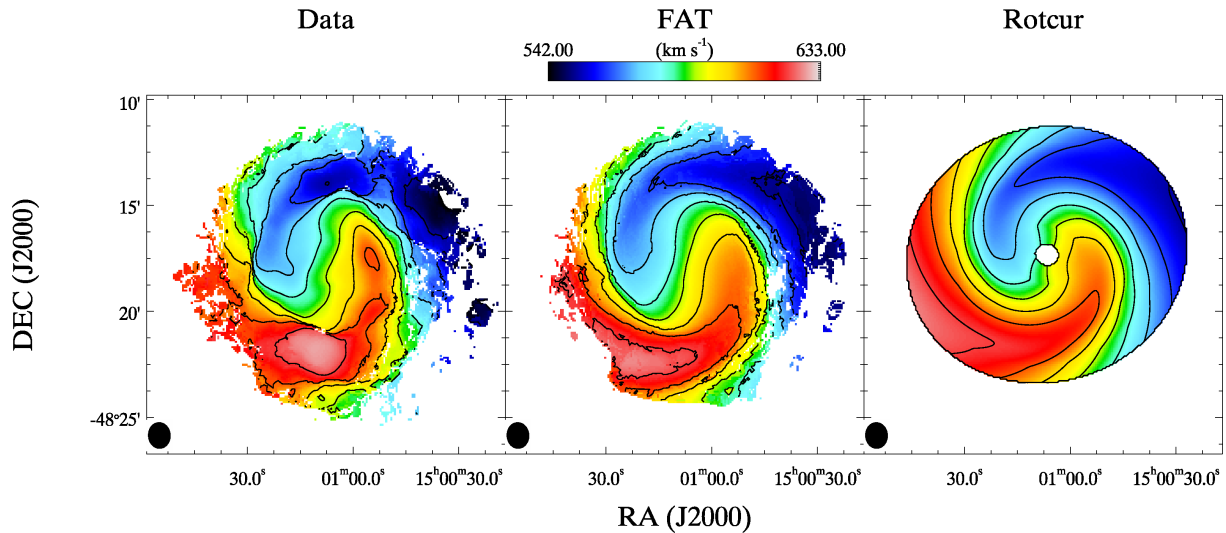 Data FAT Rotcur
542.00 (km s⁻¹) 633.00
DEC (J2000)
10'
15'
20'
-48°25'
30.0ˢ 01ᵐ00.0ˢ 15ʰ00ᵐ30.0ˢ 30.0ˢ 01ᵐ00.0ˢ 15ʰ00ᵐ30.0ˢ 30.0ˢ 01ᵐ00.0ˢ 15ʰ00ᵐ30.0ˢ
RA (J2000)